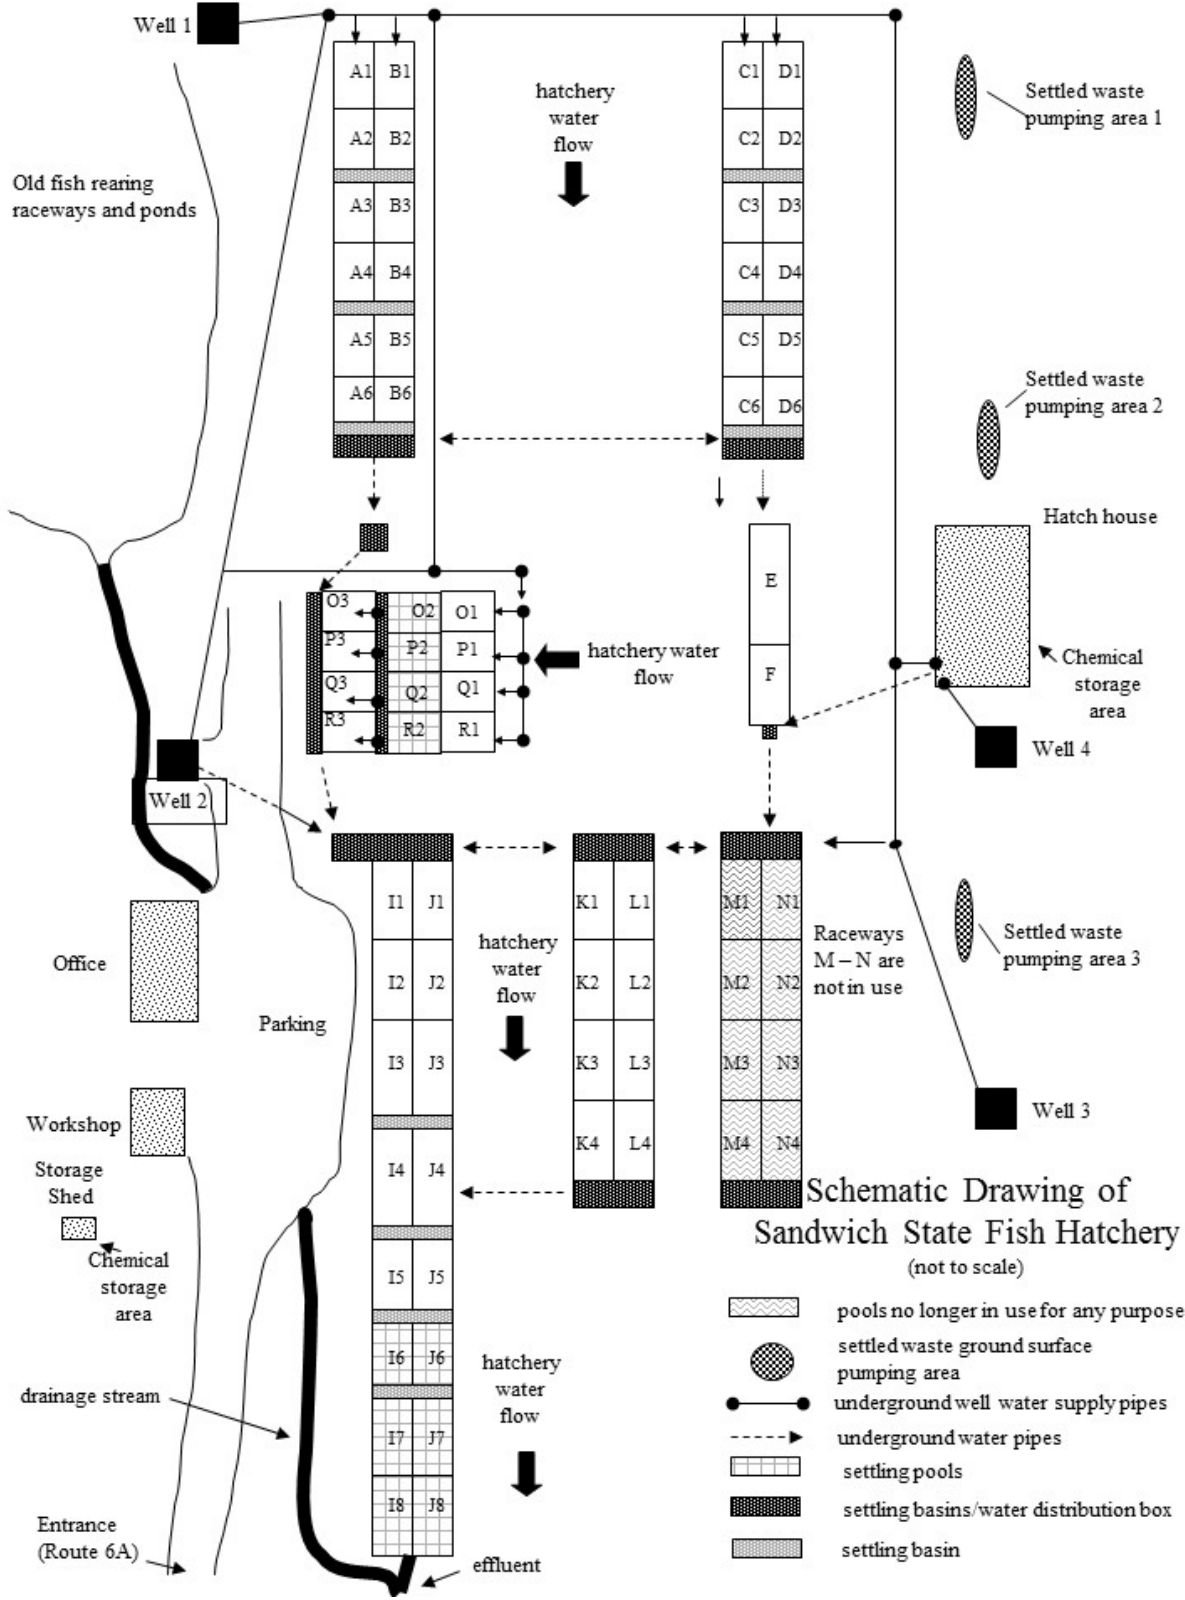 Well 1
A1 B1
C1 D1
hatchery
water
flow
Settled waste
pumping area 1
A2 B2
C2 D2
Old fish rearing
raceways and ponds
A3 B3
C3 D3
A4 B4
C4 D4
A5 B5
C5 D5
Settled waste
pumping area 2
A6 B6
C6 D6
Hatch house
E
O3
O2
O1
P3
P2
P1
hatchery water
flow
F
Chemical
storage
area
Q3
Q2
Q1
R3
R2
R1
Well 4
Well 2
I1 J1
K1 L1
M1 N1
hatchery
water
flow
Raceways
M – N are
not in use
Settled waste
pumping area 3
Office
I2 J2
K2 L2
M2 N2
Parking
I3 J3
K3 L3
M3 N3
Well 3
Workshop
K4 L4
M4 N4
Storage
Shed
I4 J4
Chemical
storage
area
I5 J5
I6 J6
hatchery
water
flow
drainage stream
I7 J7
I8 J8
Entrance
(Route 6A)
effluent
Schematic Drawing of
Sandwich State Fish Hatchery
(not to scale)
pools no longer in use for any purpose
settled waste ground surface
pumping area
underground well water supply pipes
underground water pipes
settling pools
settling basins/water distribution box
settling basin